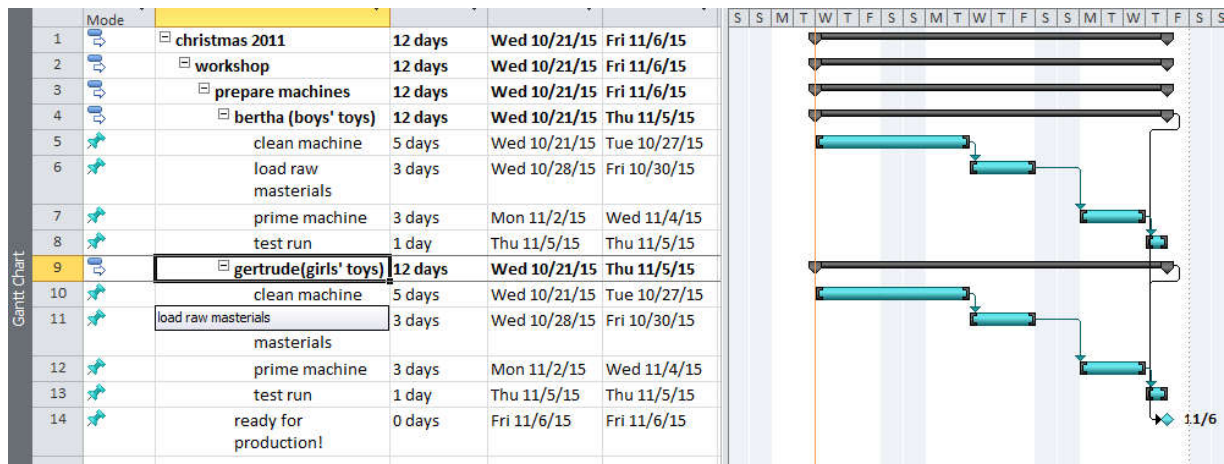 S S M T W T F S S M T W T F S S M T W T F S S
Mode
1 christmas 2011 12 days Wed 10/21/15 Fri 11/6/15
2 workshop 12 days Wed 10/21/15 Fri 11/6/15
3 prepare machines 12 days Wed 10/21/15 Fri 11/6/15
4 bertha (boys' toys) 12 days Wed 10/21/15 Thu 11/5/15
5 clean machine 5 days Wed 10/21/15 Tue 10/27/15
6 load raw 3 days Wed 10/28/15 Fri 10/30/15
masterials
7 prime machine 3 days Mon 11/2/15 Wed 11/4/15
8 test run 1 day Thu 11/5/15 Thu 11/5/15
9 gertrude(girls' toys) 12 days Wed 10/21/15 Thu 11/5/15
10 clean machine 5 days Wed 10/21/15 Tue 10/27/15
11 load raw masterials 3 days Wed 10/28/15 Fri 10/30/15
masterials
12 prime machine 3 days Mon 11/2/15 Wed 11/4/15
13 test run 1 day Thu 11/5/15 Thu 11/5/15
14 ready for 0 days Fri 11/6/15 Fri 11/6/15 11/6
production!
Gantt Chart